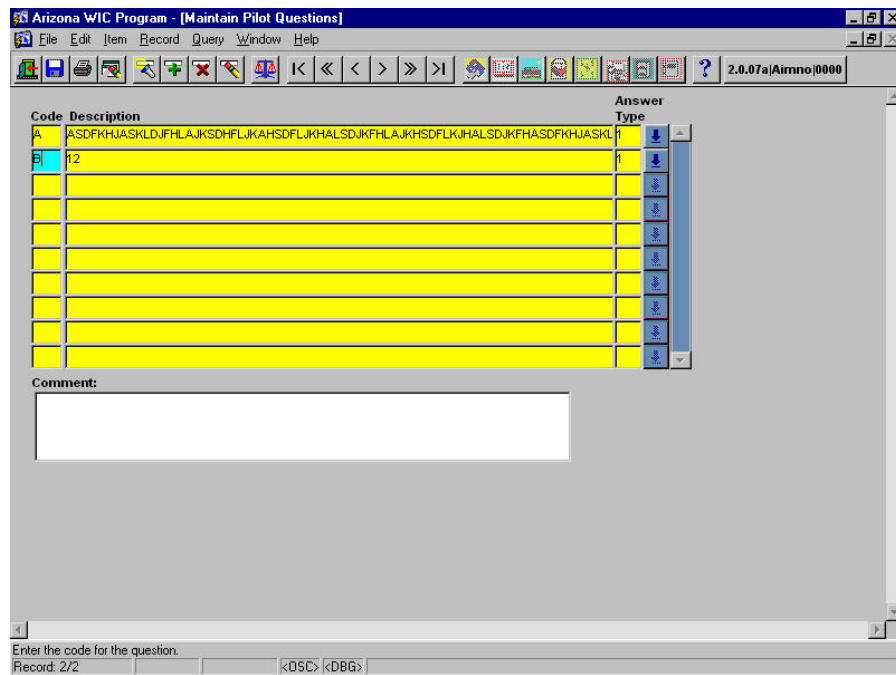 Arizona WIC Program - [Maintain Pilot Questions]
File Edit Item Record Query Window Help
2.0.07a|Aimno|0000
Answer
Code Description Type
A ASDFKHJASKLDJFHLAJKSDHFLJKAHSDFLJKHALSDJKFHLAJKHSDFLKJHALSDJKFHASDFKHJASKL 1
B 12 1
Comment:
Enter the code for the question.
Record: 2/2 <OSC> <DBG>